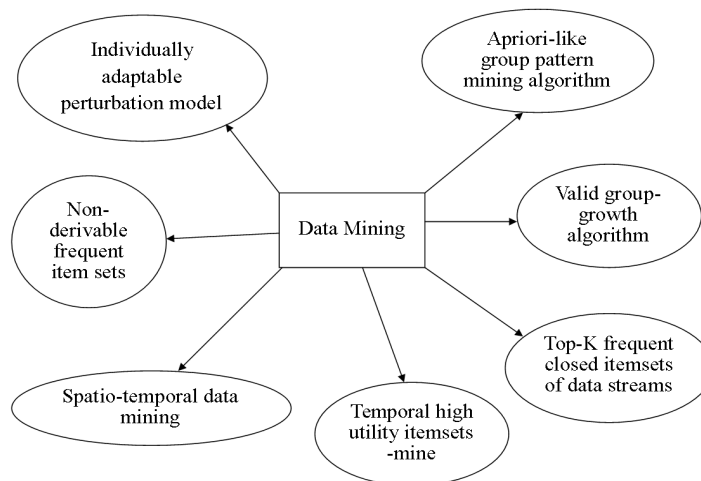 Individually
adaptable
perturbation model
Apriori-like
group pattern
mining algorithm
Non-
derivable
frequent
item sets
Data Mining
Valid group-
growth
algorithm
Spatio-temporal data
mining
Temporal high
utility itemsets
-mine
Top-K frequent
closed itemsets
of data streams